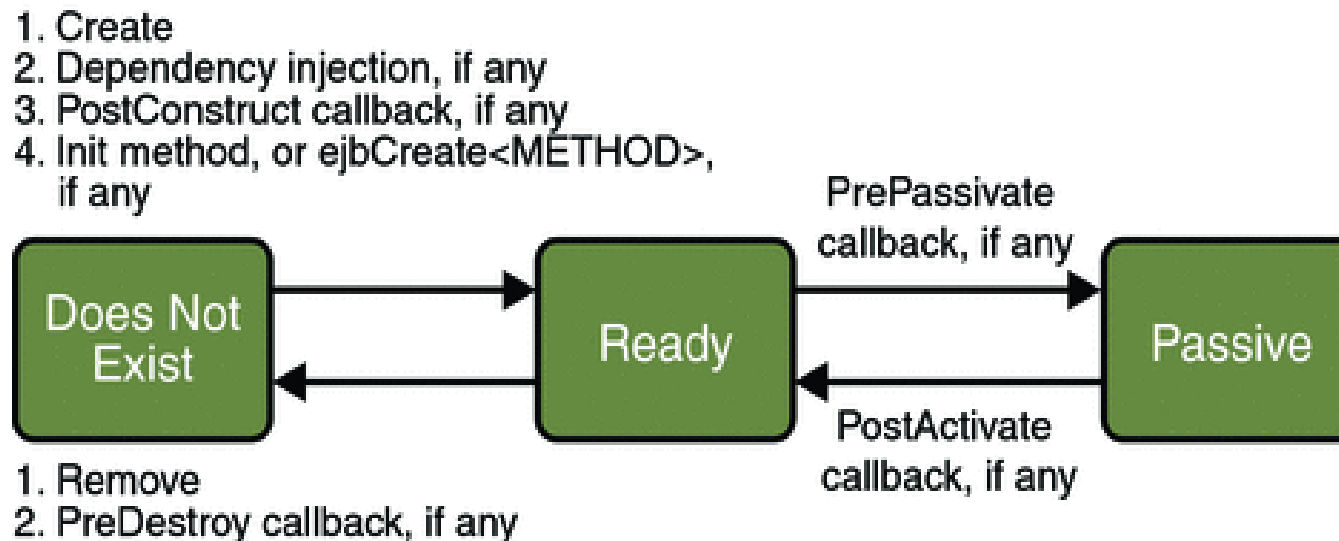 1. Create
2. Dependency injection, if any
3. PostConstruct callback, if any
4. Init method, or ejbCreate<METHOD>,
if any
PrePassivate
callback, if any
Does Not
Exist
Ready
Passive
PostActivate
callback, if any
1. Remove
2. PreDestroy callback, if any